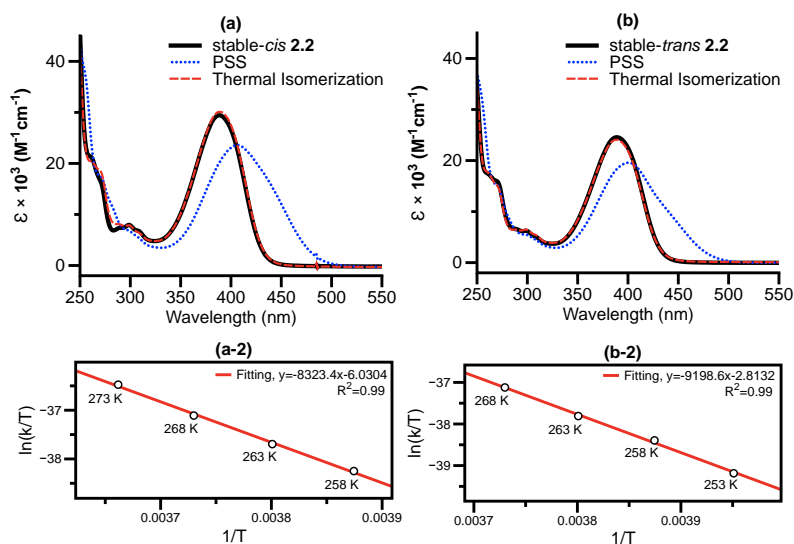 (a)
stable-cis 2.2
PSS
Thermal Isomerization
ε × 10³ (M⁻¹cm⁻¹)
40
20
0
250 300 350 400 450 500 550
Wavelength (nm)
(b)
stable-trans 2.2
PSS
Thermal Isomerization
ε × 10³ (M⁻¹cm⁻¹)
40
20
0
250 300 350 400 450 500 550
Wavelength (nm)
(a-2)
Fitting, y=-8323.4x-6.0304
R²=0.99
ln(k/T)
−37
−38
273 K
268 K
263 K
258 K
0.0037 0.0038 0.0039
1/T
(b-2)
Fitting, y=-9198.6x-2.8132
R²=0.99
ln(k/T)
−37
−38
−39
268 K
263 K
258 K
253 K
0.0037 0.0038 0.0039
1/T